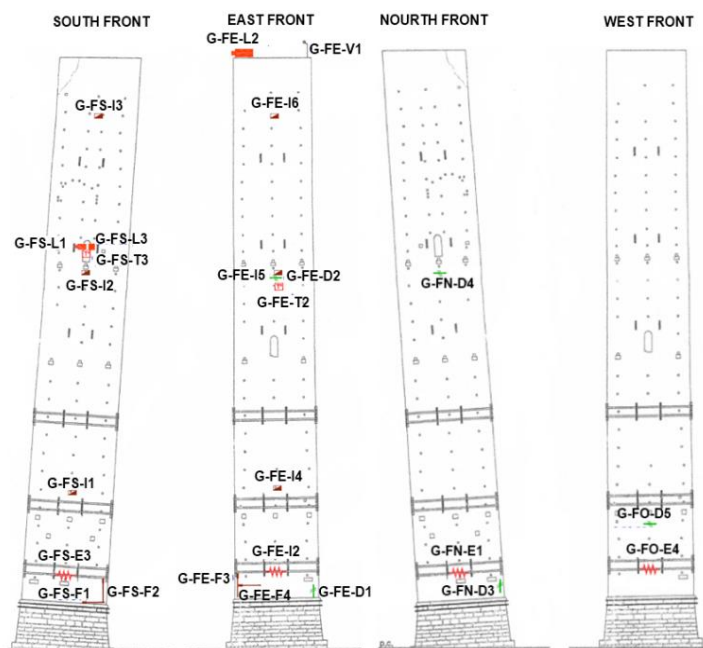 SOUTH FRONT EAST FRONT NOURTH FRONT WEST FRONT
G-FE-L2
G-FE-V1
G-FS-I3
G-FE-I6
G-FS-L1
G-FS-L3
G-FS-T3
G-FS-I2
G-FE-I5
G-FE-D2
G-FE-T2
G-FN-D4
G-FS-I1
G-FE-I4
G-FO-D5
G-FS-E3
G-FE-I2
G-FN-E1
G-FO-E4
G-FS-F1
G-FS-F2
G-FE-F3
G-FE-F4
G-FE-D1
G-FN-D3
p.c.